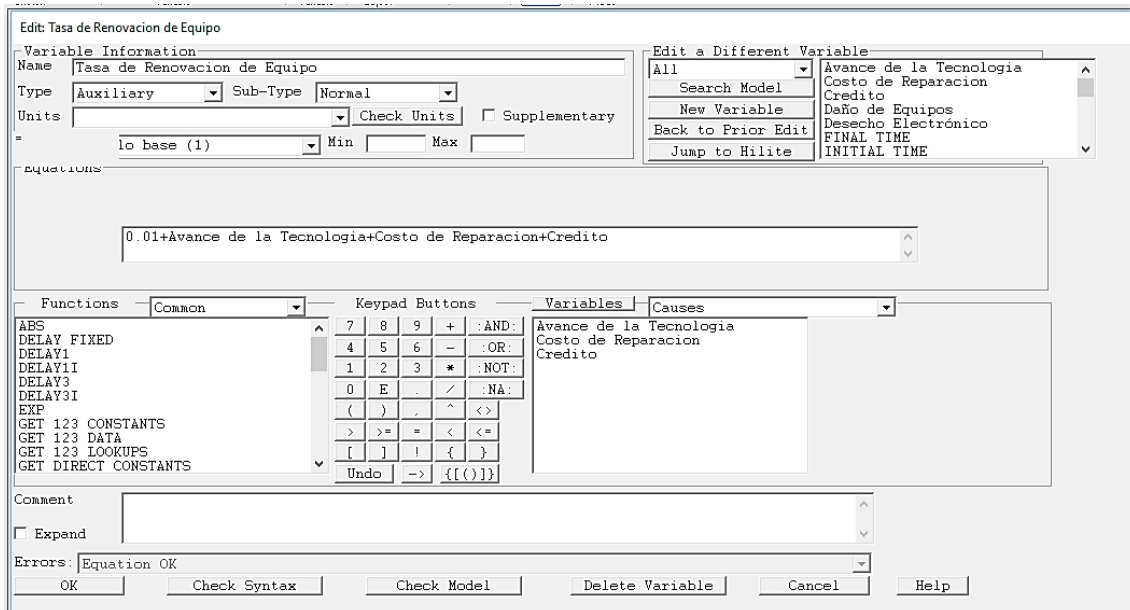 Edit: Tasa de Renovacion de Equipo
Variable Information
Name Tasa de Renovacion de Equipo
Type Auxiliary Sub-Type Normal
Units Check Units Supplementary
= lo base (1) Min Max
Edit a Different Variable
All
Search Model
New Variable
Back to Prior Edit
Jump to Hilite
Avance de la Tecnologia
Costo de Reparacion
Credito
Daño de Equipos
Desecho Electrónico
FINAL TIME
INITIAL TIME
Equations
0.01+Avance de la Tecnologia+Costo de Reparacion+Credito
Functions Common
ABS
DELAY FIXED
DELAY1
DELAY1I
DELAY3
DELAY3I
EXP
GET 123 CONSTANTS
GET 123 DATA
GET 123 LOOKUPS
GET DIRECT CONSTANTS
Keypad Buttons
7 8 9 + :AND:
4 5 6 - :OR:
1 2 3 * :NOT:
0 E . / :NA:
( ) , ^ <>
> >= = < <=
[ ] ! { }
Undo -> {[()]}
Variables Causes
Avance de la Tecnologia
Costo de Reparacion
Credito
Comment
Expand
Errors: Equation OK
OK Check Syntax Check Model Delete Variable Cancel Help